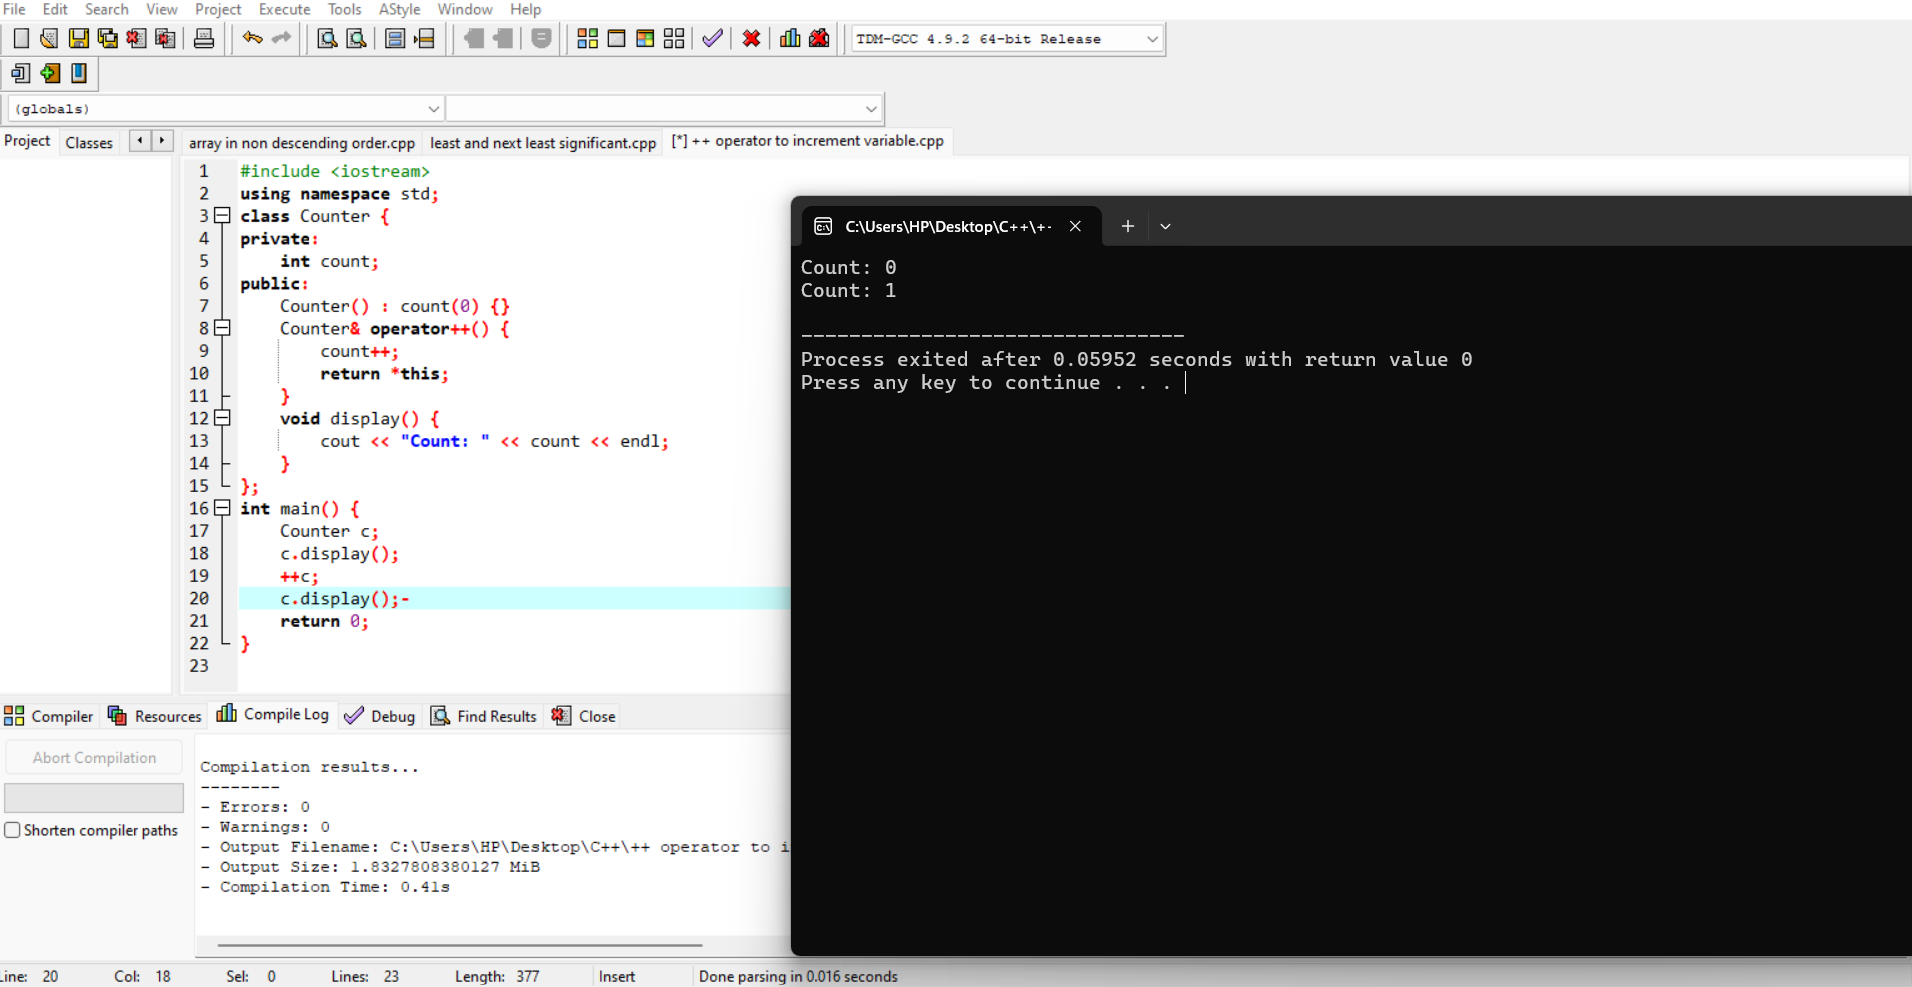 File Edit Search View Project Execute Tools AStyle Window Help
TDM-GCC 4.9.2 64-bit Release
(globals)
Project Classes
array in non descending order.cpp least and next least significant.cpp [*] ++ operator to increment variable.cpp
1 #include <iostream>
2 using namespace std;
3 class Counter {
4 private:
5     int count;
6 public:
7     Counter() : count(0) {}
8     Counter& operator++() {
9         count++;
10         return *this;
11     }
12     void display() {
13         cout << "Count: " << count << endl;
14     }
15 };
16 int main() {
17     Counter c;
18     c.display();
19     ++c;
20     c.display();-
21     return 0;
22 }
23
C:\Users\HP\Desktop\C++\+-
Count: 0
Count: 1
--------------------------------
Process exited after 0.05952 seconds with return value 0
Press any key to continue . . .
Compiler Resources Compile Log Debug Find Results Close
Abort Compilation
Shorten compiler paths
Compilation results...
--------
- Errors: 0
- Warnings: 0
- Output Filename: C:\Users\HP\Desktop\C++\++ operator to i
- Output Size: 1.8327808380127 MiB
- Compilation Time: 0.41s
Line: 20 Col: 18 Sel: 0 Lines: 23 Length: 377 Insert Done parsing in 0.016 seconds